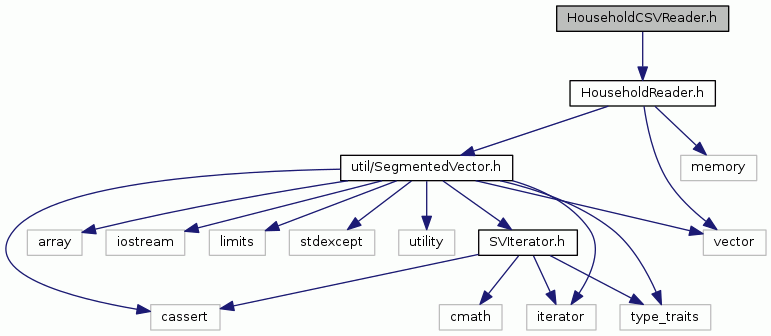 HouseholdCSVReader.h
HouseholdReader.h
util/SegmentedVector.h
memory
array
iostream
limits
stdexcept
utility
SVIterator.h
vector
cassert
cmath
iterator
type_traits